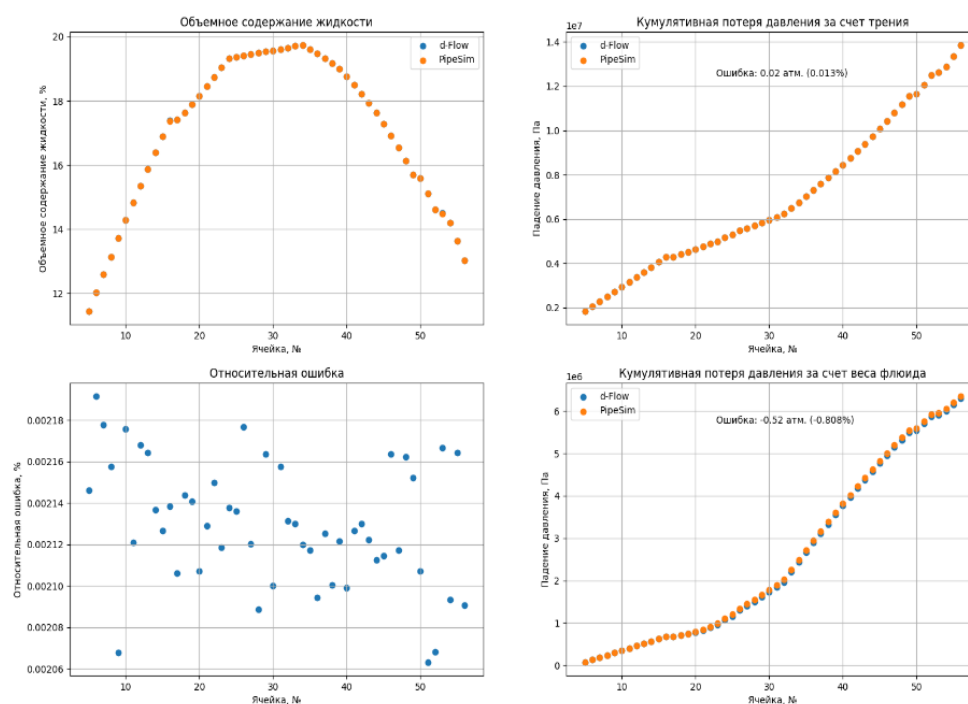 Объемное содержание жидкости
d-Flow
PipeSim
20
18
16
14
12
10
20
30
40
50
Объемное содержание жидкости, %
Ячейка, №
Кумулятивная потеря давления за счет трения
1e7
d-Flow
PipeSim
Ошибка: 0.02 атм. (0.013%)
1.4
1.2
1.0
0.8
0.6
0.4
0.2
10
20
30
40
50
Падение давления, Па
Ячейка, №
Относительная ошибка
0.00218
0.00216
0.00214
0.00212
0.00210
0.00208
0.00206
10
20
30
40
50
Относительная ошибка, %
Ячейка, №
Кумулятивная потеря давления за счет веса флюида
1e6
d-Flow
PipeSim
Ошибка: -0.52 атм. (-0.808%)
6
5
4
3
2
1
0
10
20
30
40
50
Падение давления, Па
Ячейка, №